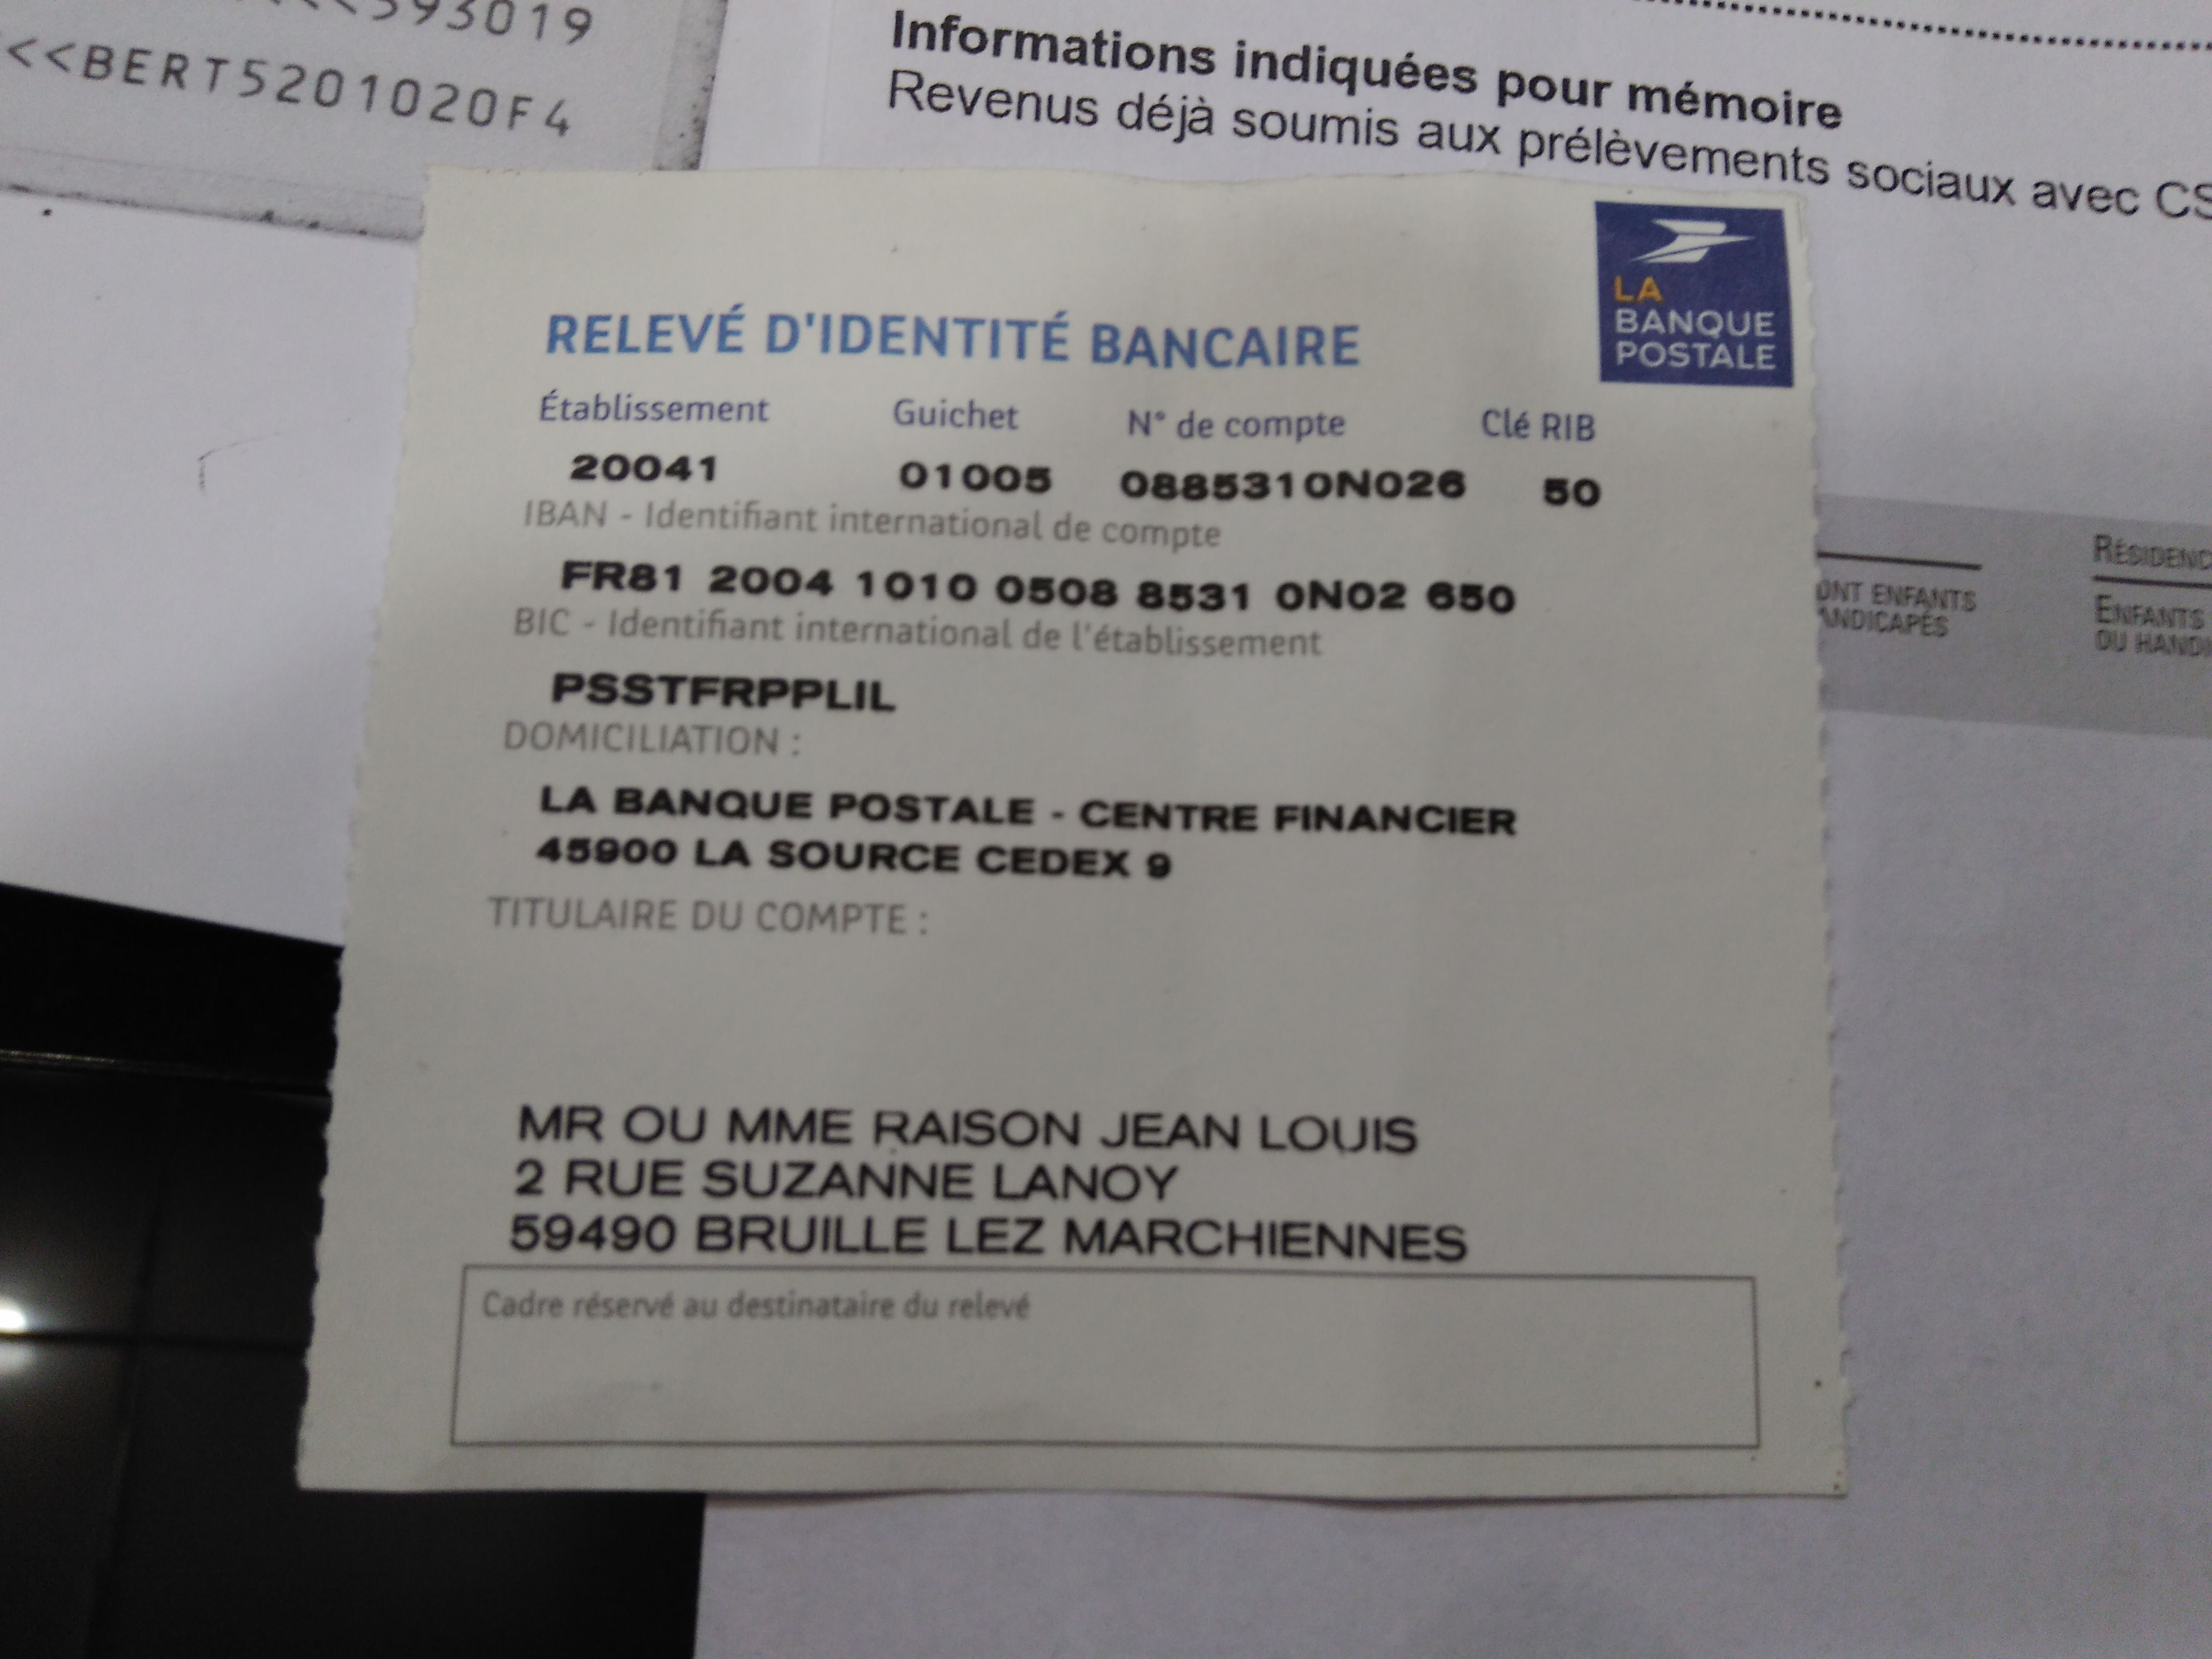 <<593019
<<BERT5201020F4
Informations indiquées pour mémoire
Revenus déjà soumis aux prélèvements sociaux avec
LA
BANQUE
POSTALE
RELEVÉ D'IDENTITÉ BANCAIRE
Établissement Guichet N° de compte Clé RIB
20041 01005 0885310N026 50
IBAN - Identifiant international de compte
FR81 2004 1010 0508 8531 0N02 650
BIC - Identifiant international de l'établissement
PSSTFRPPLIL
DOMICILIATION :
LA BANQUE POSTALE - CENTRE FINANCIER
45900 LA SOURCE CEDEX 9
TITULAIRE DU COMPTE :
MR OU MME RAISON JEAN LOUIS
2 RUE SUZANNE LANOY
59490 BRUILLE LEZ MARCHIENNES
Cadre réservé au destinataire du relevé
ENFANTS
ENFANTS
OU